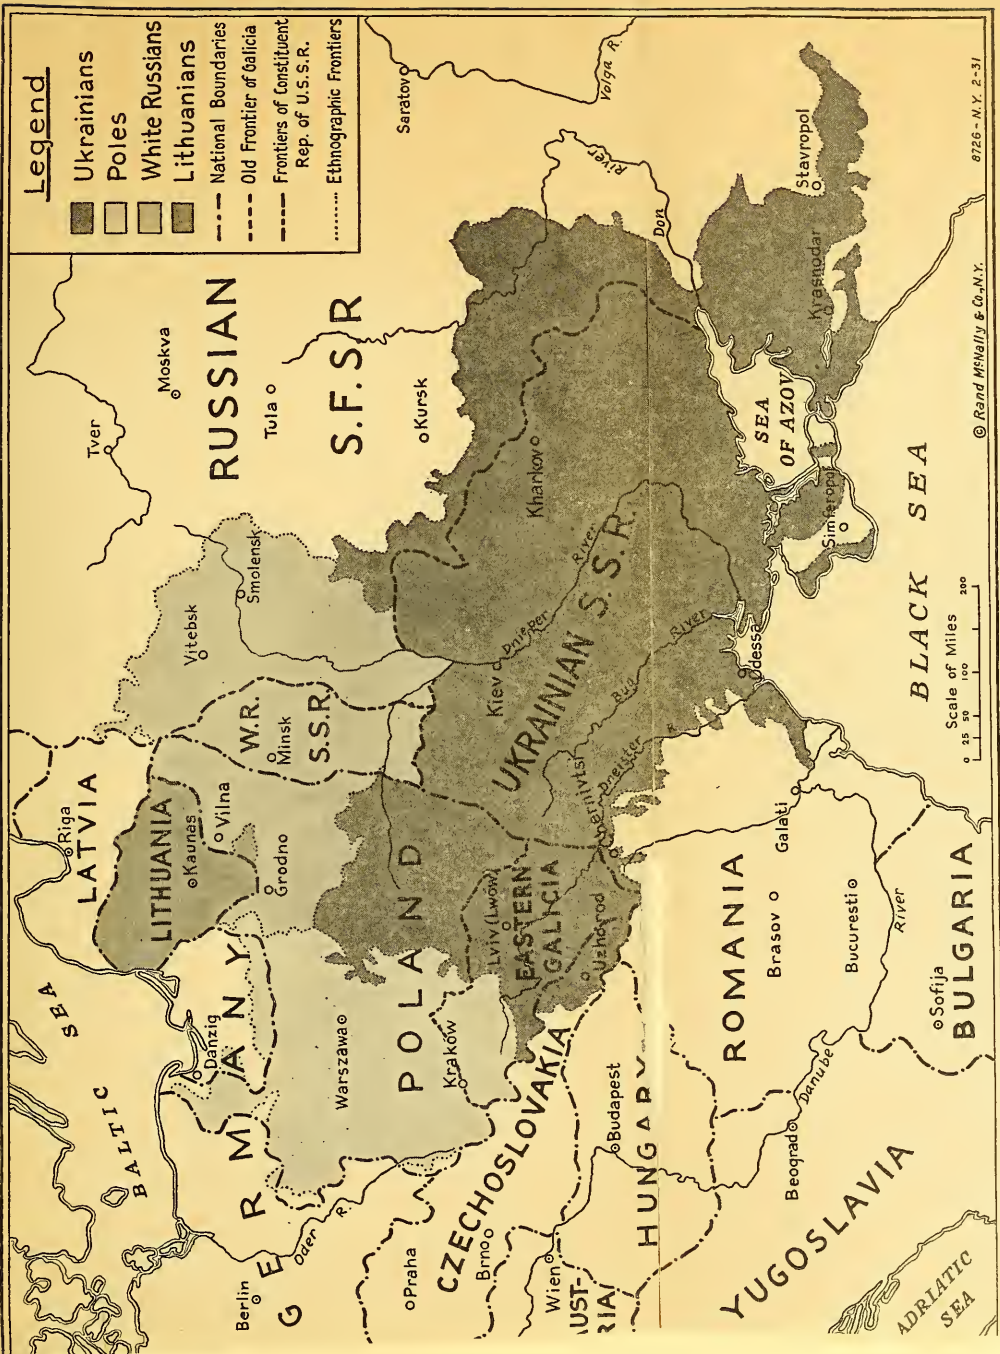 Legend
Ukrainians
Poles
White Russians
Lithuanians
National Boundaries
Old Frontier of Galicia
Frontiers of Constituent
Rep. of U.S.S.R.
Ethnographic Frontiers
BALTIC
SEA
Riga
LATVIA
LITHUANIA
Kaunas
Vilna
Grodno
Danzig
GERMANY
Berlin
Oder R.
Warszawa
POLAND
Kraków
Vitebsk
Smolensk
W.R.
Minsk
S.S.R.
Tver
Moskva
RUSSIAN
Tula
S.F.S.R
Kursk
Saratov
Volga R.
River
Don
Stavropol
Krasnodar
Kharkov
Dnieper
River
Kiev
UKRAINIAN S.S.R.
Bug
River
Dneister
R.
Chernivtsi
Lviv (Lwów)
EASTERN
GALICIA
Uzhorod
Praha
CZECHOSLOVAKIA
Brno
Wien
AUST-
RIA
Budapest
HUNGARY
ROMANIA
Brasov
Bucuresti
Galati
Odessa
Simferopol
SEA
OF AZOV
BLACK SEA
Beograd
Danube
River
Sofija
BULGARIA
YUGOSLAVIA
ADRIATIC
SEA
Scale of Miles
0 25 50 100 200
© Rand McNally & Co., N.Y.
8726-N.Y. 2-31